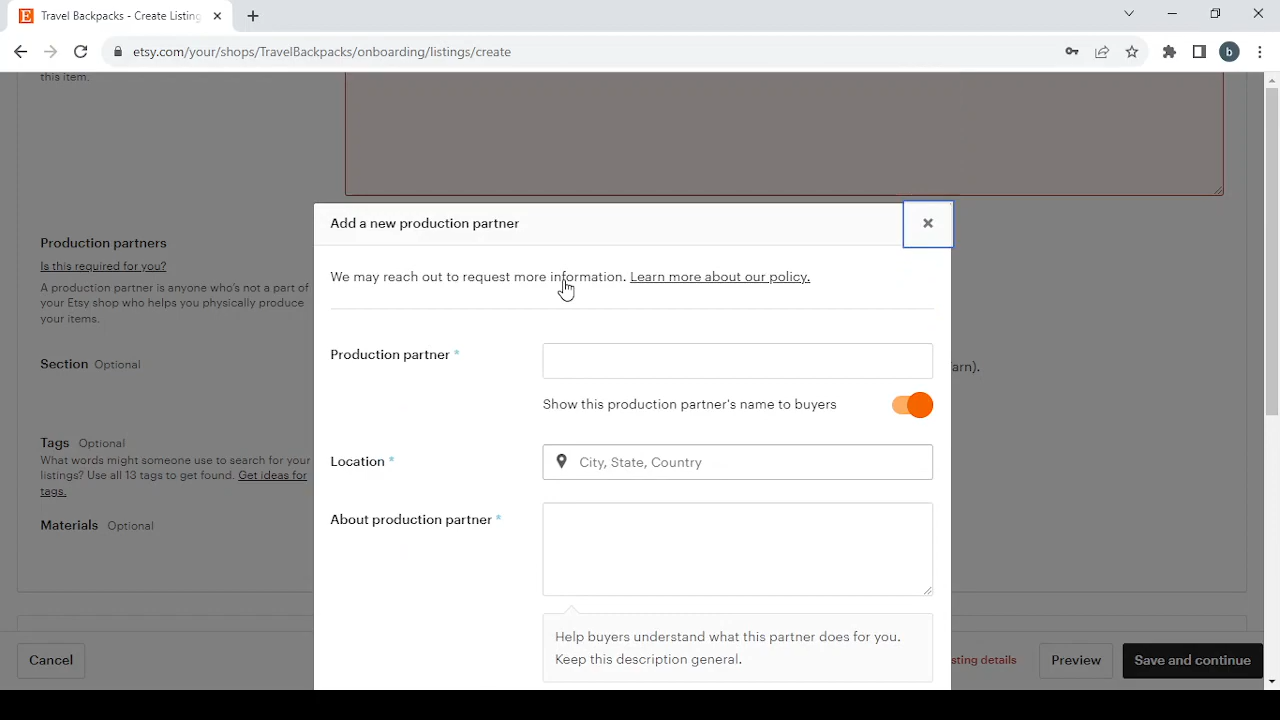 Travel Backpacks - Create Listing
etsy.com/your/shops/TravelBackpacks/onboarding/listings/create
b
this item.
Add a new production partner
Production partners
Is this required for you?
A production partner is anyone who's not a part of
your Etsy shop who helps you physically produce
your items.
We may reach out to request more information. Learn more about our policy.
Production partner *
Section Optional
arn).
Show this production partner's name to buyers
Tags Optional
What words might someone use to search for your
listings? Use all 13 tags to get found. Get ideas for
tags.
Location *
City, State, Country
Materials Optional
About production partner *
Help buyers understand what this partner does for you.
Keep this description general.
Cancel
sting details
Preview
Save and continue